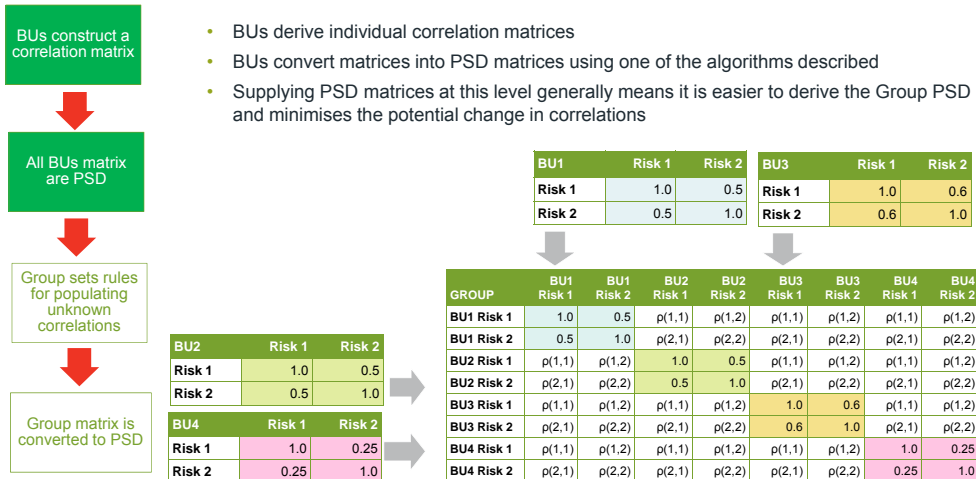 BUs construct a
correlation matrix
All BUs matrix
are PSD
Group sets rules
for populating
unknown
correlations
Group matrix is
converted to PSD
• BUs derive individual correlation matrices
• BUs convert matrices into PSD matrices using one of the algorithms described
• Supplying PSD matrices at this level generally means it is easier to derive the Group PSD
and minimises the potential change in correlations
BU1 Risk 1 Risk 2
Risk 1 1.0 0.5
Risk 2 0.5 1.0
BU3 Risk 1 Risk 2
Risk 1 1.0 0.6
Risk 2 0.6 1.0
BU2 Risk 1 Risk 2
Risk 1 1.0 0.5
Risk 2 0.5 1.0
BU4 Risk 1 Risk 2
Risk 1 1.0 0.25
Risk 2 0.25 1.0
BU1 BU1 BU2 BU2 BU3 BU3 BU4 BU4
GROUP Risk 1 Risk 2 Risk 1 Risk 2 Risk 1 Risk 2 Risk 1 Risk 2
BU1 Risk 1 1.0 0.5 ρ(1,1) ρ(1,2) ρ(1,1) ρ(1,2) ρ(1,1) ρ(1,2)
BU1 Risk 2 0.5 1.0 ρ(2,1) ρ(2,2) ρ(2,1) ρ(2,2) ρ(2,1) ρ(2,2)
BU2 Risk 1 ρ(1,1) ρ(1,2) 1.0 0.5 ρ(1,1) ρ(1,2) ρ(1,1) ρ(1,2)
BU2 Risk 2 ρ(2,1) ρ(2,2) 0.5 1.0 ρ(2,1) ρ(2,2) ρ(2,1) ρ(2,2)
BU3 Risk 1 ρ(1,1) ρ(1,2) ρ(1,1) ρ(1,2) 1.0 0.6 ρ(1,1) ρ(1,2)
BU3 Risk 2 ρ(2,1) ρ(2,2) ρ(2,1) ρ(2,2) 0.6 1.0 ρ(2,1) ρ(2,2)
BU4 Risk 1 ρ(1,1) ρ(1,2) ρ(1,1) ρ(1,2) ρ(1,1) ρ(1,2) 1.0 0.25
BU4 Risk 2 ρ(2,1) ρ(2,2) ρ(2,1) ρ(2,2) ρ(2,1) ρ(2,2) 0.25 1.0